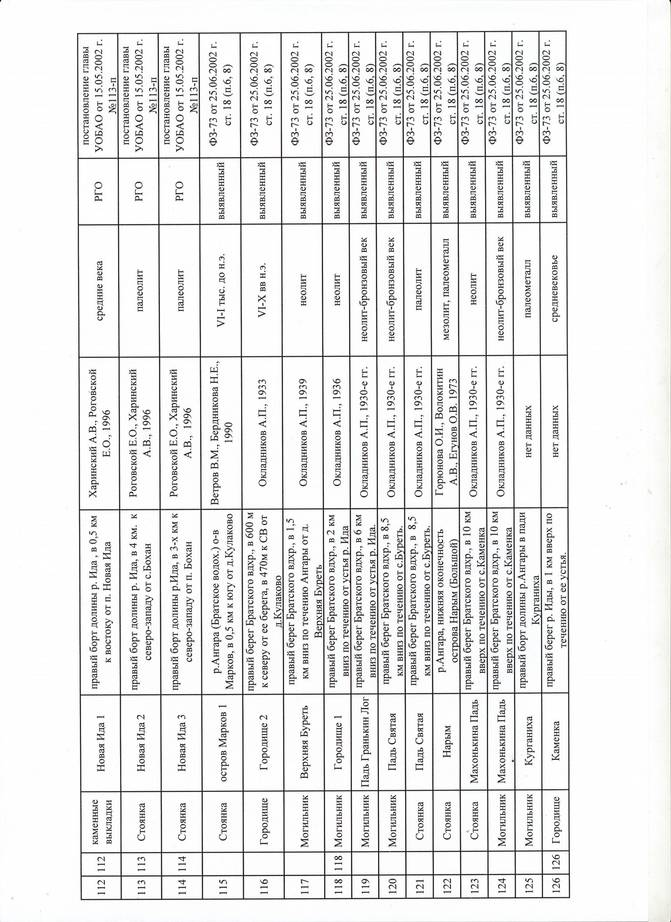 112 112 каменные выкладки Новая Ида 1 правый борт долины р. Ида , в 0,5 км к востоку от п. Новая Ида Харинский А.В., Роговской Е.О., 1996 средние века РГО постановление главы УОБАО от 15.05.2002 г. №113-п
113 113 Стоянка Новая Ида 2 правый борт долины р. Ида, в 4 км. к северо-западу от с.Бохан Роговской Е.О., Харинский А.В., 1996 палеолит РГО постановление главы УОБАО от 15.05.2002 г. №113-п
114 114 Стоянка Новая Ида 3 правый борт долины р.Ида, в 3-х км к северо-западу от п. Бохан Роговской Е.О., Харинский А.В., 1996 палеолит РГО постановление главы УОБАО от 15.05.2002 г. №113-п
115 Стоянка остров Марков 1 р.Ангара (Братское водох.) о-в Марков, в 0,5 км к югу от д.Кулаково Ветров В.М., Бердникова Н.Е., 1990 VI-I тыс. до н.э. выявленный ФЗ-73 от 25.06.2002 г. ст. 18 (п.6, 8)
116 Городище Городище 2 правый берег Братского вдхр., в 600 м к северу от ее берега, в 470м к СВ от д.Кулаково Окладников А.П., 1933 VI-X вв н.э. выявленный ФЗ-73 от 25.06.2002 г. ст. 18 (п.6, 8)
117 Могильник Верхняя Буреть правый берег Братского вдхр., в 1,5 км вниз по течению Ангары от д. Верхняя Буреть Окладников А.П., 1939 неолит выявленный ФЗ-73 от 25.06.2002 г. ст. 18 (п.6, 8)
118 118 Могильник Городище 1 правый берег Братского вдхр., в 2 км вниз по течению от устья р. Ида Окладников А.П., 1936 неолит выявленный ФЗ-73 от 25.06.2002 г. ст. 18 (п.6, 8)
119 Могильник Падь Гранькин Лог правый берег Братского вдхр., в 6 км вниз по течению от устья р. Ида. Окладников А.П., 1930-е гг. неолит-бронзовый век выявленный ФЗ-73 от 25.06.2002 г. ст. 18 (п.6, 8)
120 Могильник Падь Святая правый берег Братского вдхр., в 8,5 км вниз по течению от с.Буреть. Окладников А.П., 1930-е гг. неолит-бронзовый век выявленный ФЗ-73 от 25.06.2002 г. ст. 18 (п.6, 8)
121 Стоянка Падь Святая правый берег Братского вдхр., в 8,5 км вниз по течению от с.Буреть. Окладников А.П., 1930-е гг. палеолит выявленный ФЗ-73 от 25.06.2002 г. ст. 18 (п.6, 8)
122 Стоянка Нарым р.Ангара, нижняя оконечность острова Нарым (Большой) Горюнова О.И., Волокитин А.В., Егунов О.В. 1973 мезолит, палеометалл выявленный ФЗ-73 от 25.06.2002 г. ст. 18 (п.6, 8)
123 Стоянка Махонькина Падь правый берег Братского вдхр., в 10 км вверх по течению от с.Каменка Окладников А.П., 1930-е гг. неолит выявленный ФЗ-73 от 25.06.2002 г. ст. 18 (п.6, 8)
124 Могильник Махонькина Падь правый берег Братского вдхр., в 10 км вверх по течению от с.Каменка Окладников А.П., 1930-е гг. неолит-бронзовый век выявленный ФЗ-73 от 25.06.2002 г. ст. 18 (п.6, 8)
125 Могильник Курганиха правый борт долины р.Ангары в пади Курганиха нет данных палеометалл выявленный ФЗ-73 от 25.06.2002 г. ст. 18 (п.6, 8)
126 126 Городище Каменка правый берег р. Иды, в 1 км вверх по течению от ее устья. нет данных средневековье выявленный ФЗ-73 от 25.06.2002 г. ст. 18 (п.6, 8)